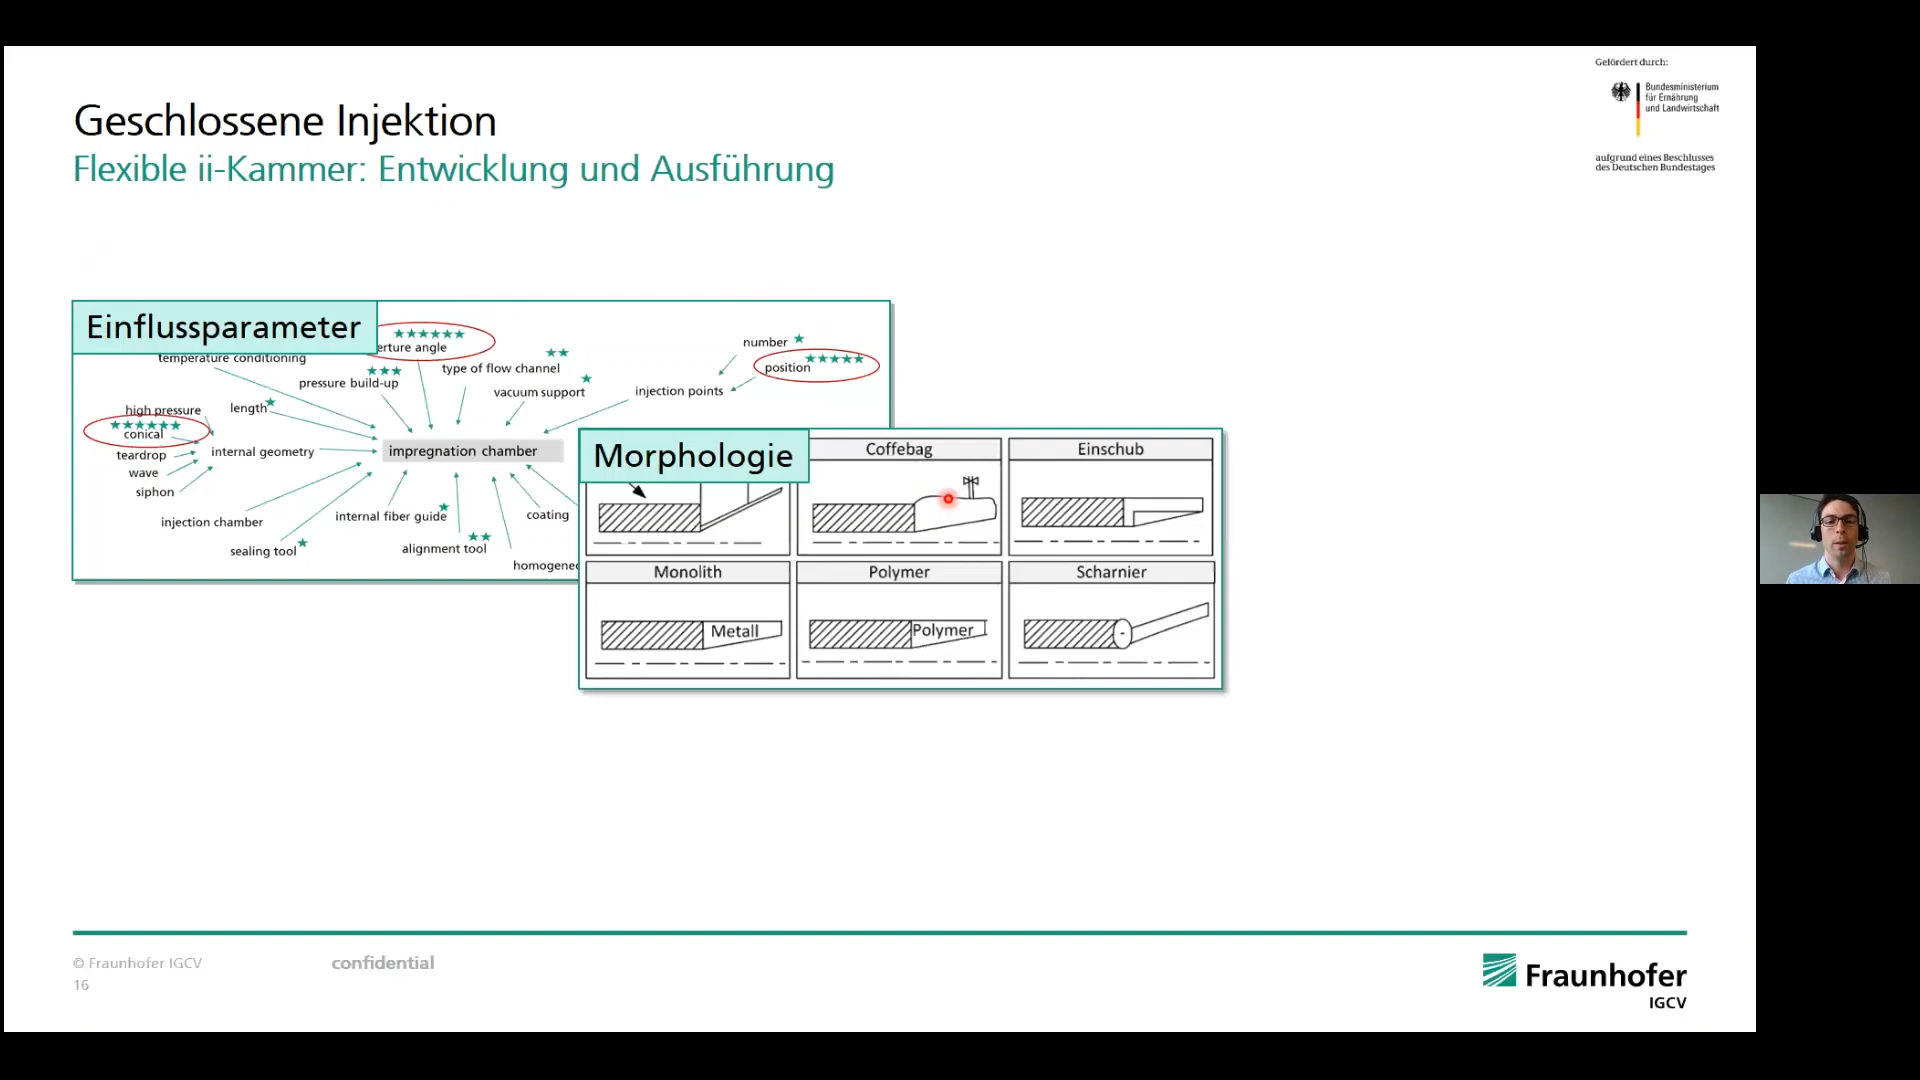 Gefördert durch:
Bundesministerium
für Ernährung
und Landwirtschaft
aufgrund eines Beschlusses
des Deutschen Bundestages
Geschlossene Injektion
Flexible ii-Kammer: Entwicklung und Ausführung
Einflussparameter
erture angle
temperature conditioning
pressure build-up
type of flow channel
vacuum support
number
position
injection points
high pressure
length
conical
teardrop
wave
siphon
internal geometry
impregnation chamber
injection chamber
sealing tool
internal fiber guide
alignment tool
coating
homogene
Morphologie
Coffebag
Einschub
Monolith
Polymer
Scharnier
Metall
Polymer
© Fraunhofer IGCV
confidential
16
Fraunhofer
IGCV